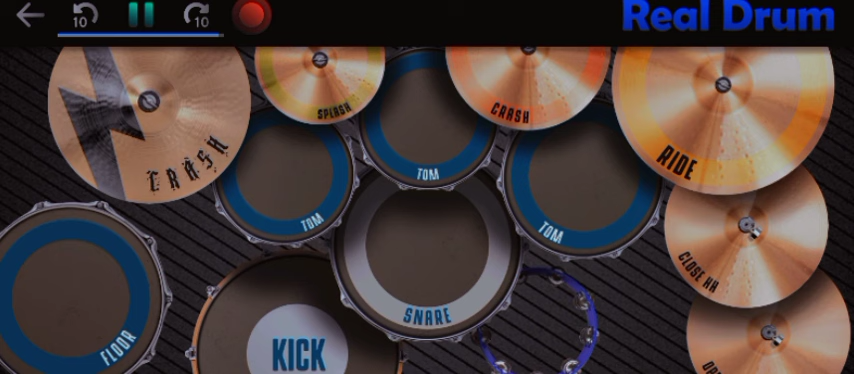 10
10
Real Drum
CRASH
SPLASH
CRASH
RIDE
TOM
TOM
TOM
CLOSE HH
SNARE
FLOOR
KICK